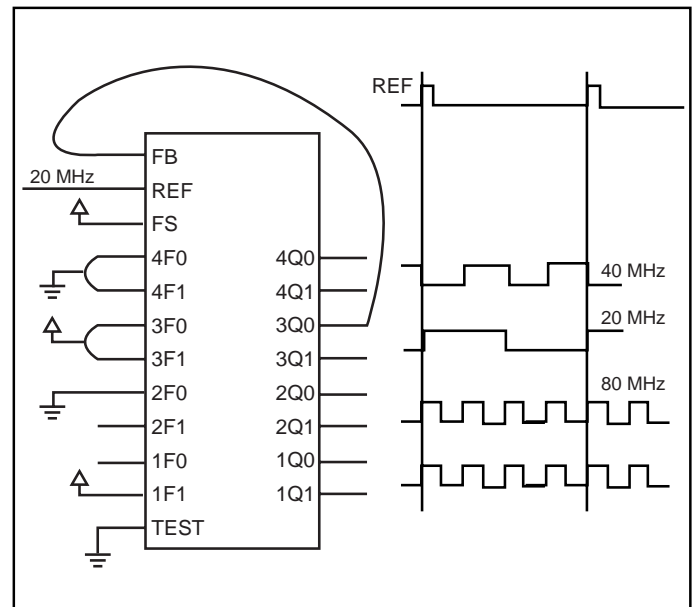 REF
FB
20 MHz
REF
FS
4F0
4Q0
40 MHz
4F1
4Q1
3F0
3Q0
20 MHz
3F1
3Q1
2F0
2Q0
80 MHz
2F1
2Q1
1F0
1Q0
1F1
1Q1
TEST